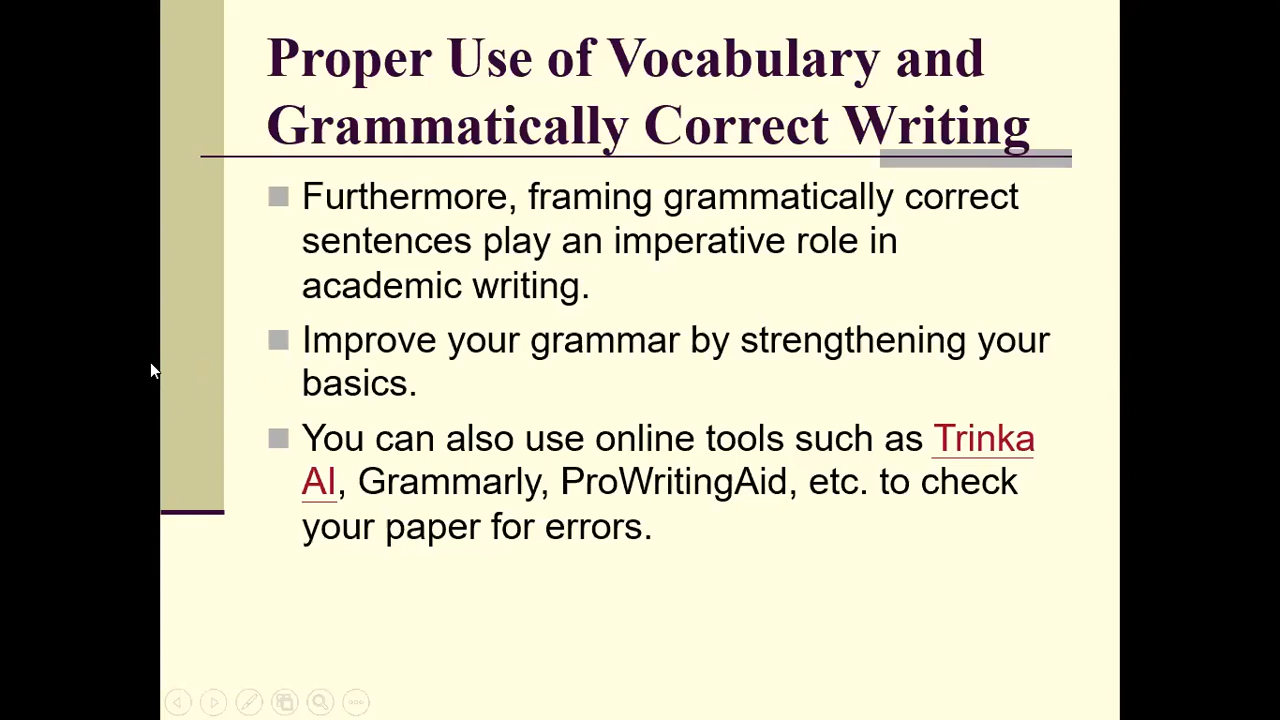 Proper Use of Vocabulary and
Grammatically Correct Writing
Furthermore, framing grammatically correct
sentences play an imperative role in
academic writing.
Improve your grammar by strengthening your
basics.
You can also use online tools such as Trinka
AI, Grammarly, ProWritingAid, etc. to check
your paper for errors.